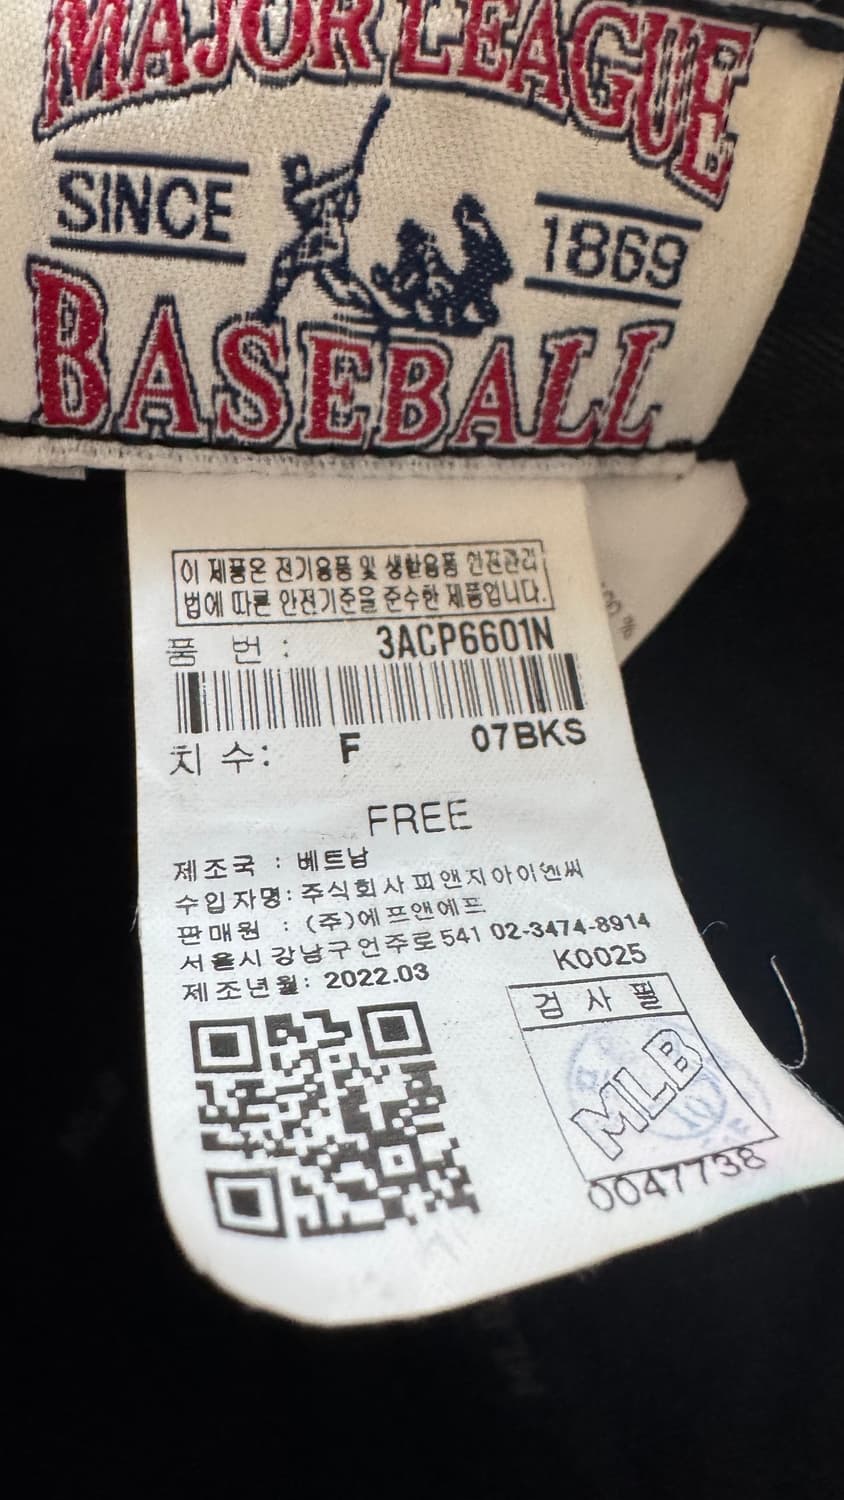 MAJOR LEAGUE
SINCE 1869
BASEBALL
이 제품은 전기용품 및 생활용품 안전관리
법에 따른 안전기준을 준수한 제품입니다.
품 번 : 3ACP6601N
치 수: F 07BKS
FREE
제조국 : 베트남
수입자명: 주식회사 피앤지아이엔씨
판매원 : (주)에프앤에프
서울시 강남구 언주로 541 02-3474-8914
제조년월: 2022.03 K0025
검 사 필
MLB
0047738